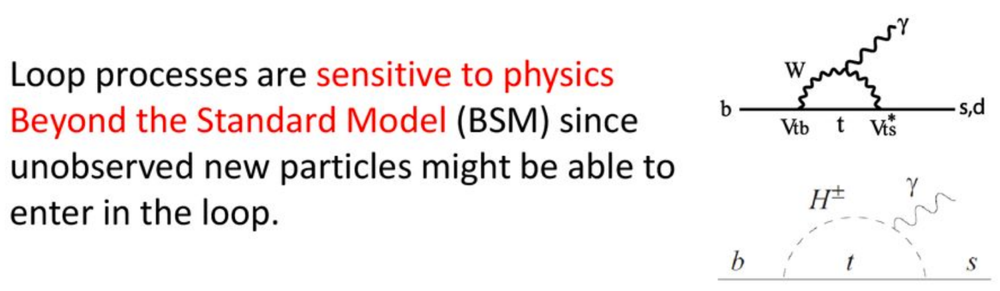 Loop processes are sensitive to physics
Beyond the Standard Model (BSM) since
unobserved new particles might be able to
enter in the loop.
γ
W
b
s,d
Vtb t Vts*
H±
γ
b
t
s